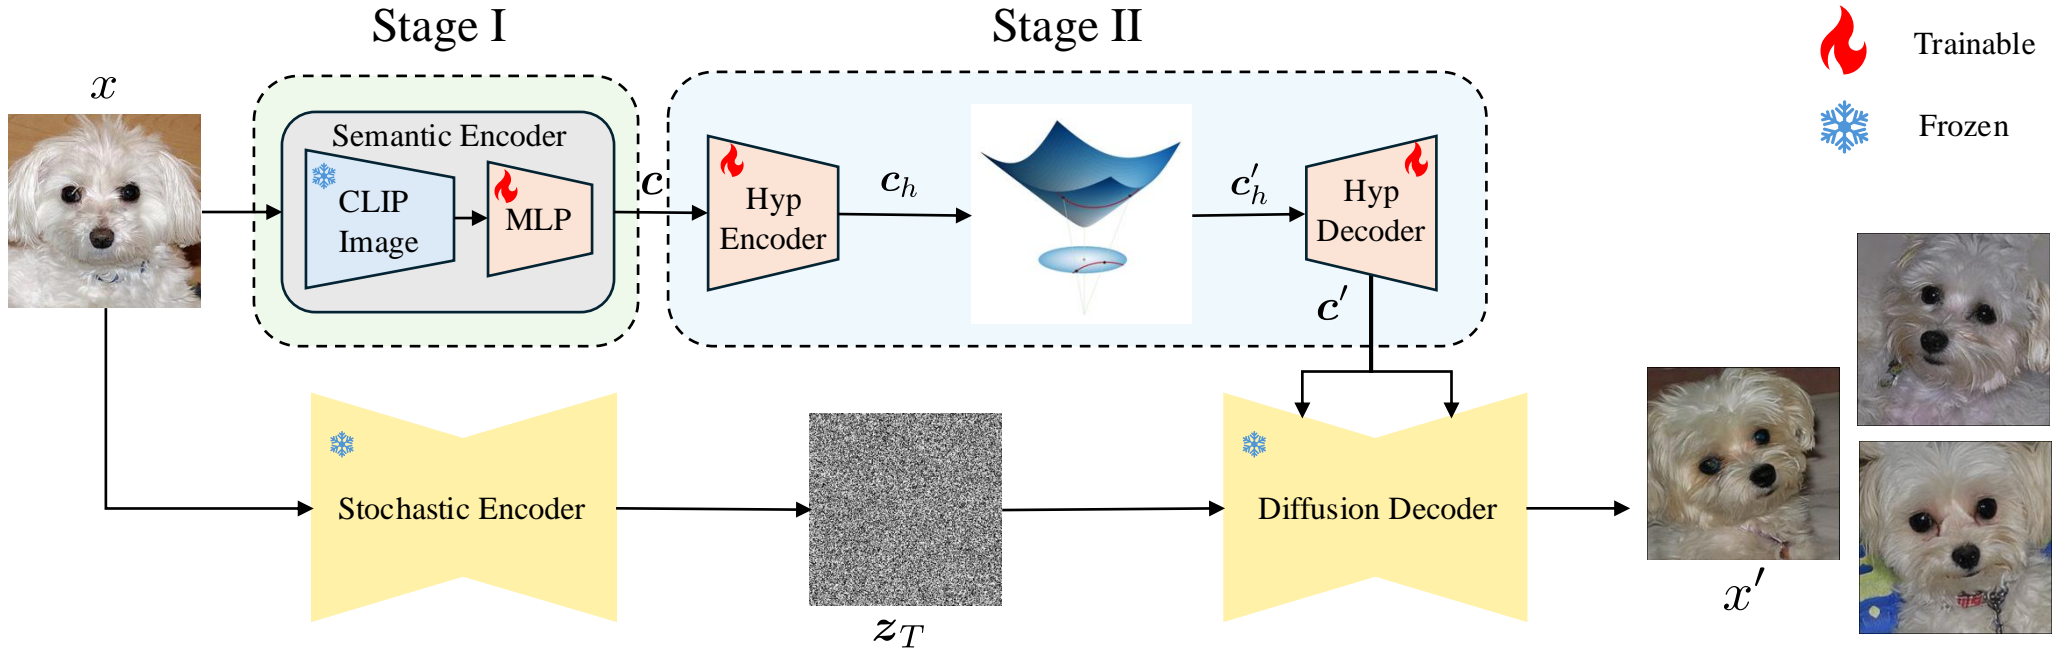 Stage I
Stage II
Trainable
Frozen
x
Semantic Encoder
CLIP
Image
MLP
c
Hyp
Encoder
c_h
c'_h
Hyp
Decoder
c'
Stochastic Encoder
z_T
Diffusion Decoder
x'